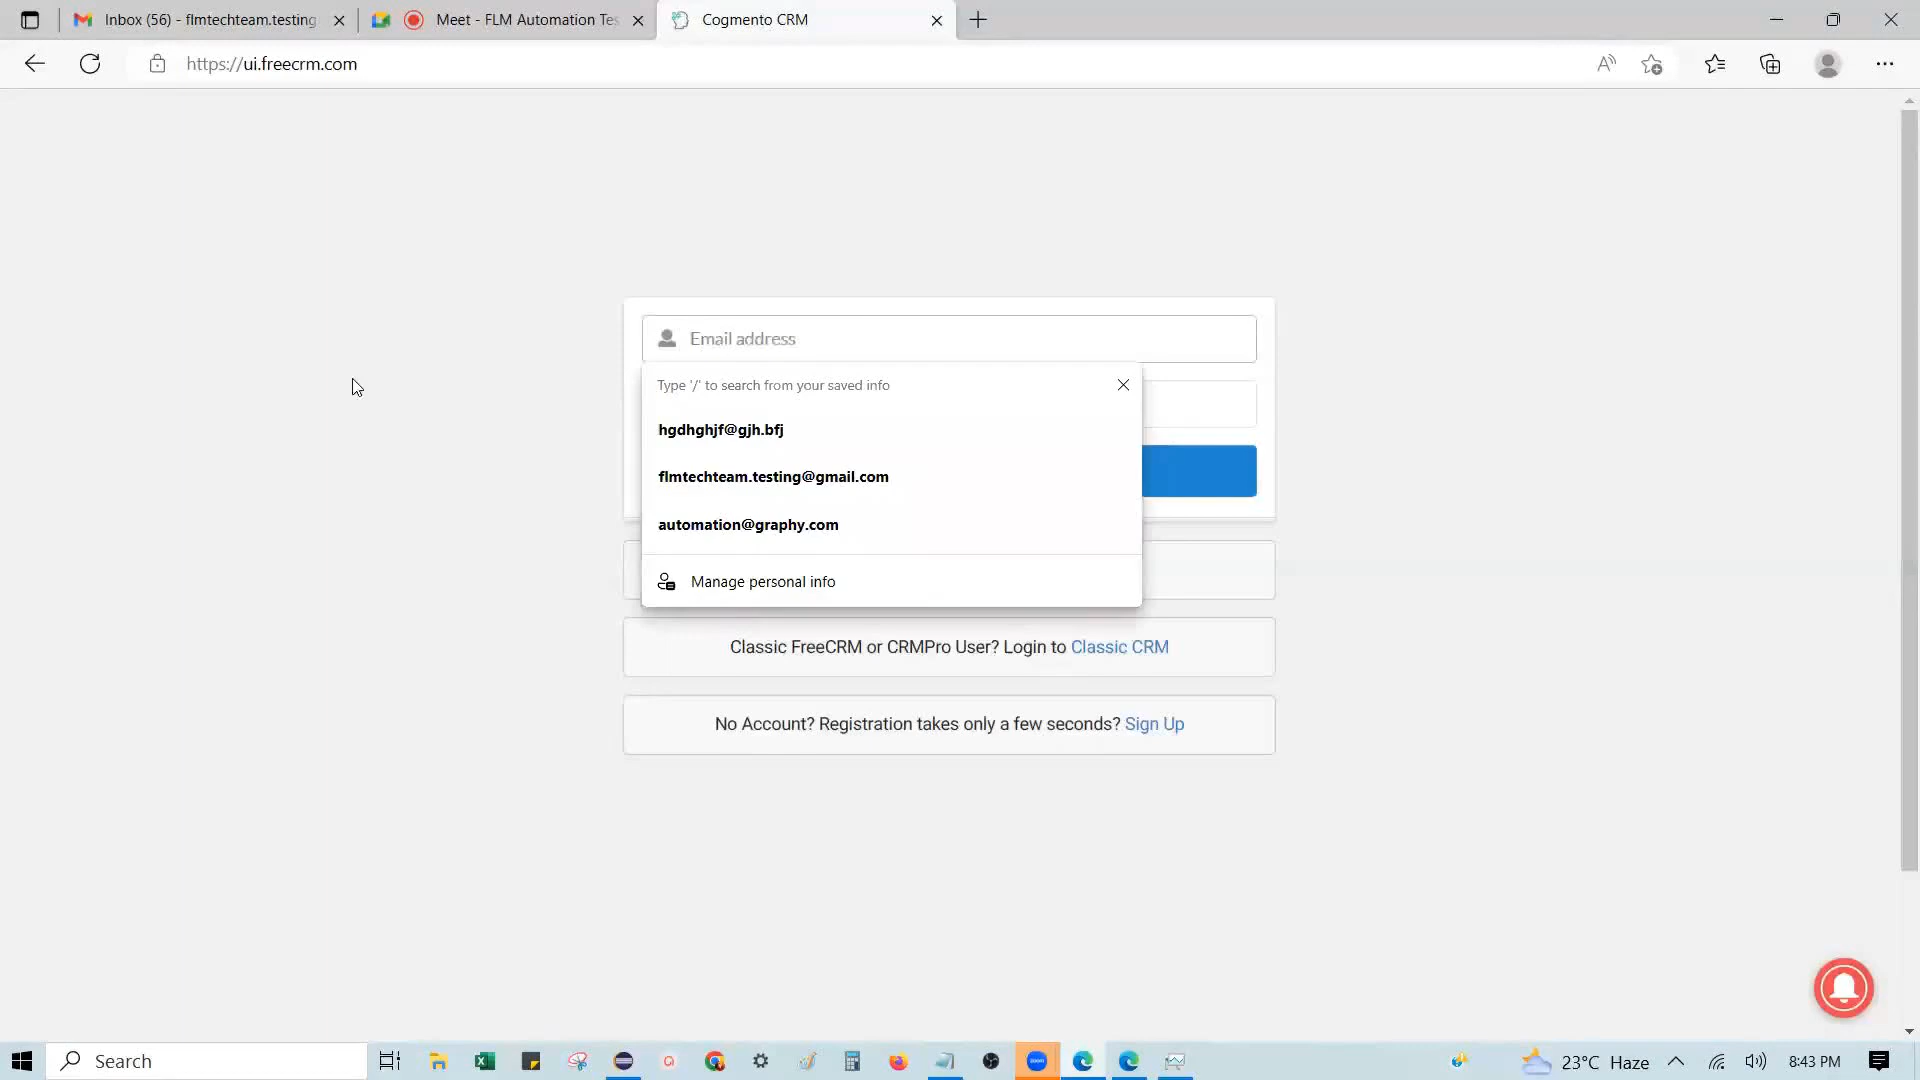 Inbox (56) - flmtechteam.testing
Meet - FLM Automation Tes
Cogmento CRM
https://ui.freecrm.com
Email address
Type '/' to search from your saved info
hgdhghjf@gjh.bfj
flmtechteam.testing@gmail.com
automation@graphy.com
Manage personal info
Classic FreeCRM or CRMPro User? Login to Classic CRM
No Account? Registration takes only a few seconds? Sign Up
Search
23°C Haze
8:43 PM